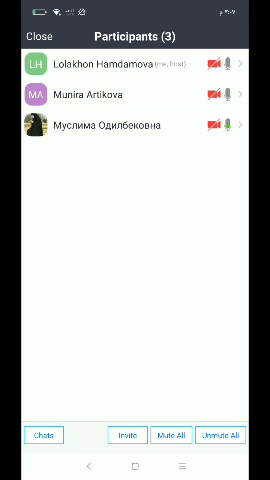 Close Participants (3)
LH Lolakhon Hamdamova (me, host)
MA Munira Artikova
Муслима Одилбековна
Chats Invite Mute All Unmute All